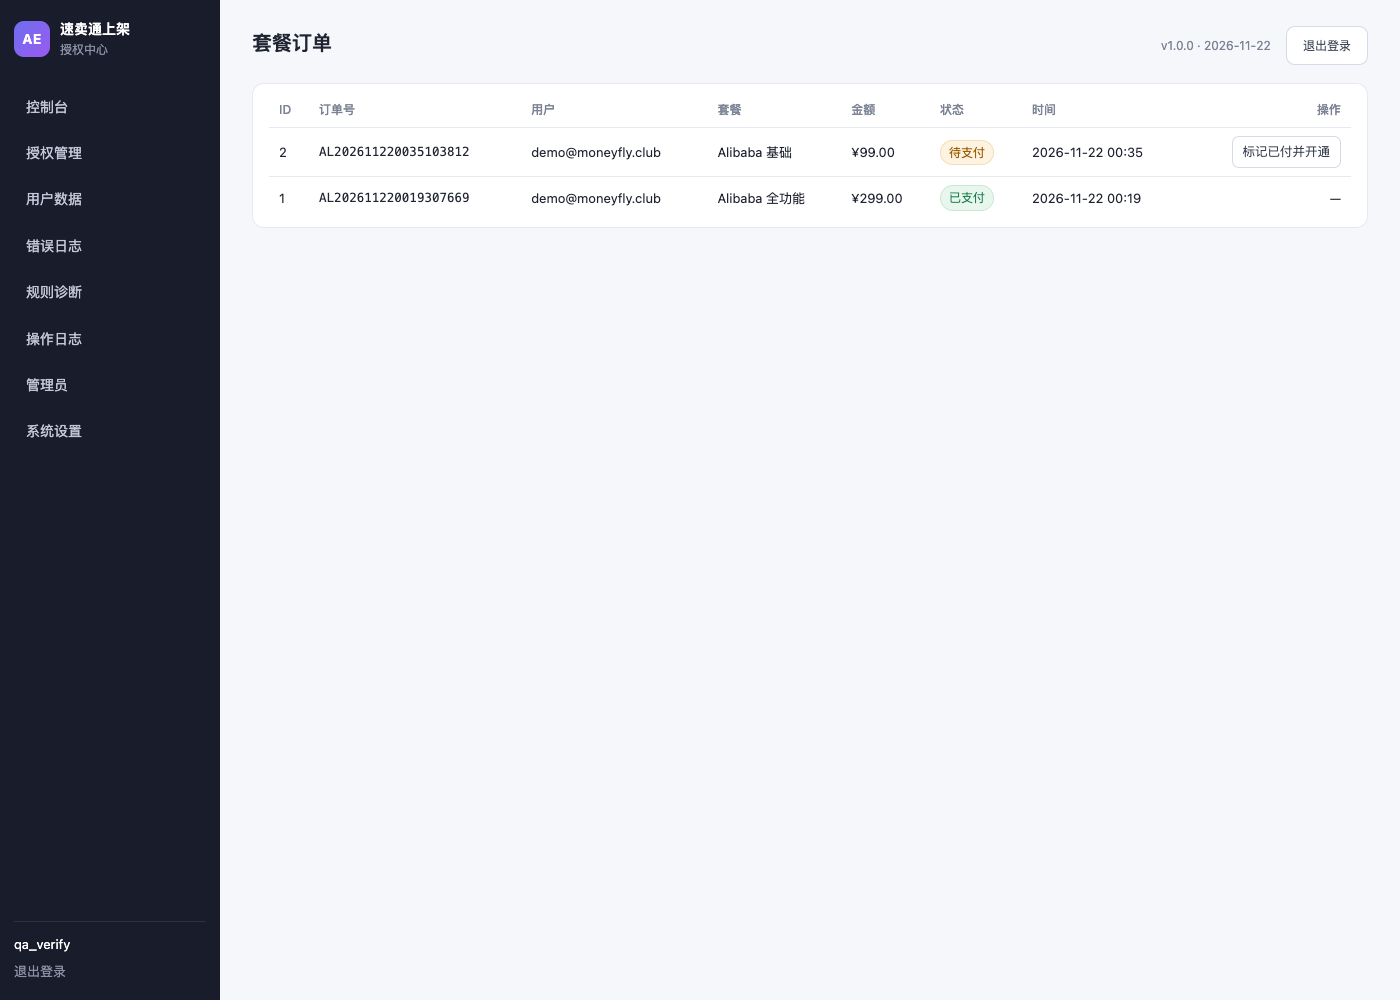 AE
速卖通上架
授权中心
控制台
授权管理
用户数据
错误日志
规则诊断
操作日志
管理员
系统设置
qa_verify
退出登录
套餐订单
v1.0.0 · 2026-11-22
退出登录
ID 订单号 用户 套餐 金额 状态 时间 操作
2 AL202611220035103812 demo@moneyfly.club Alibaba 基础 ¥99.00 待支付 2026-11-22 00:35 标记已付并开通
1 AL202611220019307669 demo@moneyfly.club Alibaba 全功能 ¥299.00 已支付 2026-11-22 00:19 —